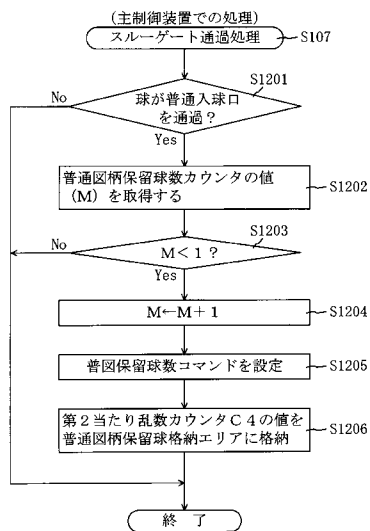 (主制御装置での処理)
スルーゲート通過処理
S107
S1201
No
球が普通入球口
を通過？
Yes
普通図柄保留球数カウンタの値
(M)を取得する
S1202
S1203
No
M＜1？
Yes
M←M＋1
S1204
普図保留球数コマンドを設定
S1205
第2当たり乱数カウンタC4の値を
普通図柄保留球格納エリアに格納
S1206
終 了